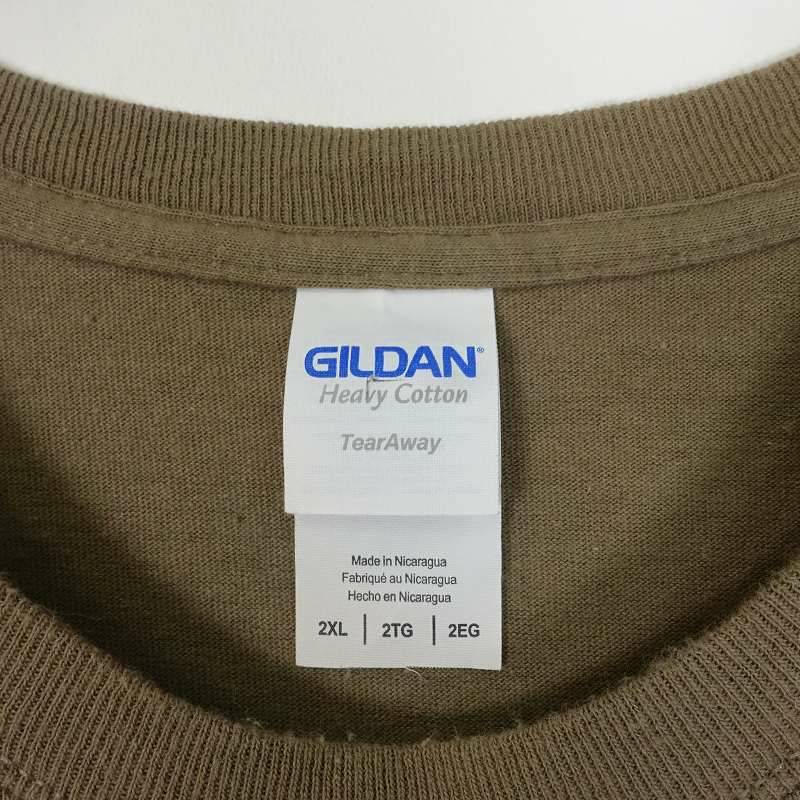 GILDAN®
Heavy Cotton
TearAway
Made in Nicaragua
Fabriqué au Nicaragua
Hecho en Nicaragua
2XL | 2TG | 2EG